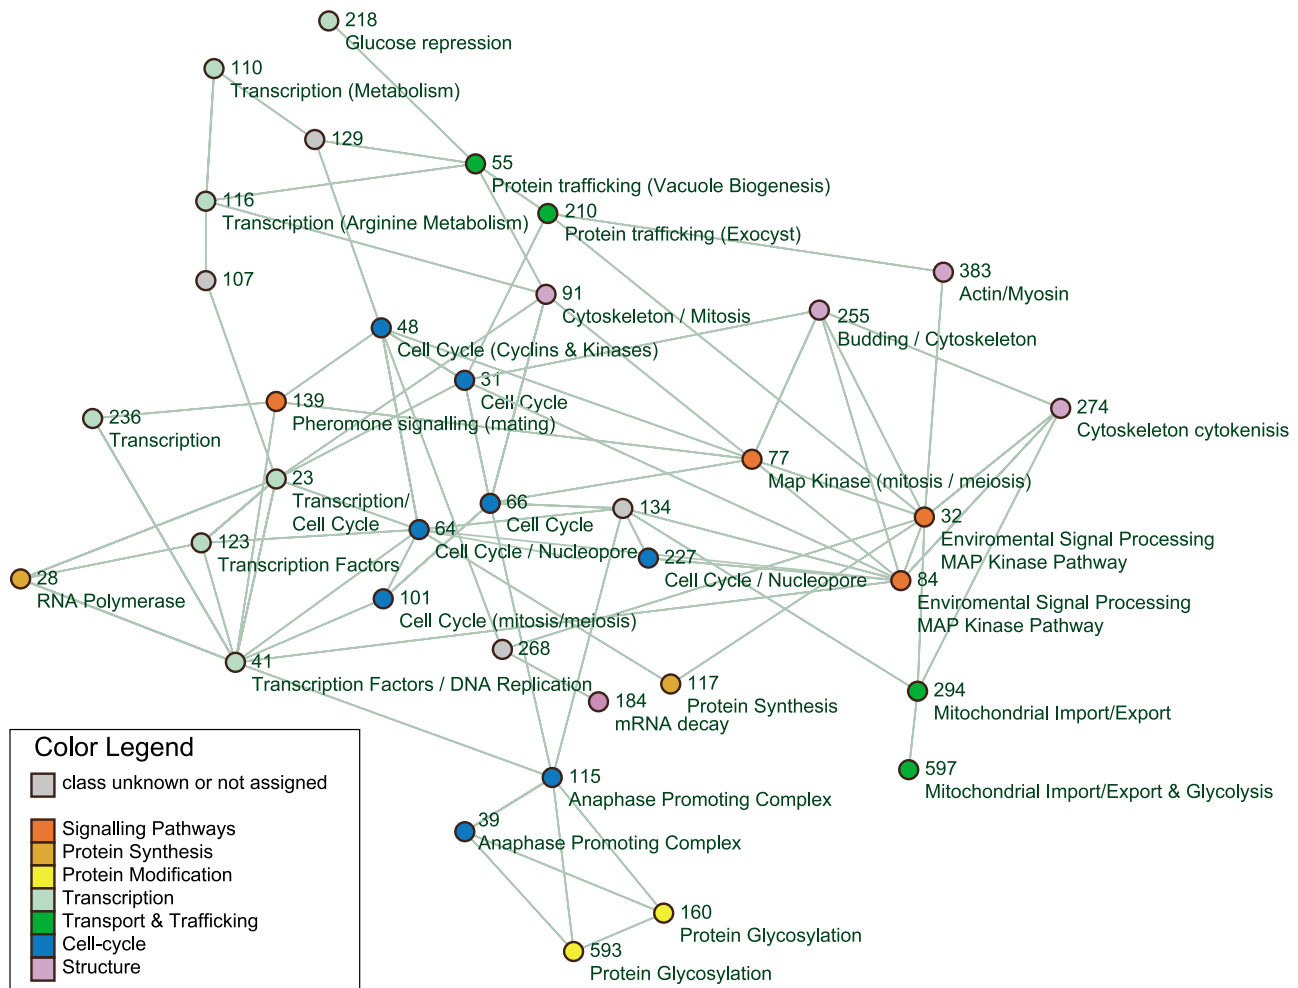 218
Glucose repression
110
Transcription (Metabolism)
129
55
Protein trafficking (Vacuole Biogenesis)
116
Transcription (Arginine Metabolism)
210
Protein trafficking (Exocyst)
107
383
Actin/Myosin
91
Cytoskeleton / Mitosis
255
Budding / Cytoskeleton
48
Cell Cycle (Cyclins & Kinases)
31
Cell Cycle
139
Pheromone signalling (mating)
236
Transcription
274
Cytoskeleton cytokenisis
77
Map Kinase (mitosis / meiosis)
23
Transcription/
Cell Cycle
66
Cell Cycle
134
32
Enviromental Signal Processing
MAP Kinase Pathway
64
Cell Cycle / Nucleopore
123
Transcription Factors
227
Cell Cycle / Nucleopore
28
RNA Polymerase
84
Enviromental Signal Processing
MAP Kinase Pathway
101
Cell Cycle (mitosis/meiosis)
268
41
Transcription Factors / DNA Replication
117
Protein Synthesis
184
mRNA decay
294
Mitochondrial Import/Export
597
Mitochondrial Import/Export & Glycolysis
115
Anaphase Promoting Complex
39
Anaphase Promoting Complex
160
Protein Glycosylation
593
Protein Glycosylation
Color Legend
class unknown or not assigned
Signalling Pathways
Protein Synthesis
Protein Modification
Transcription
Transport & Trafficking
Cell-cycle
Structure